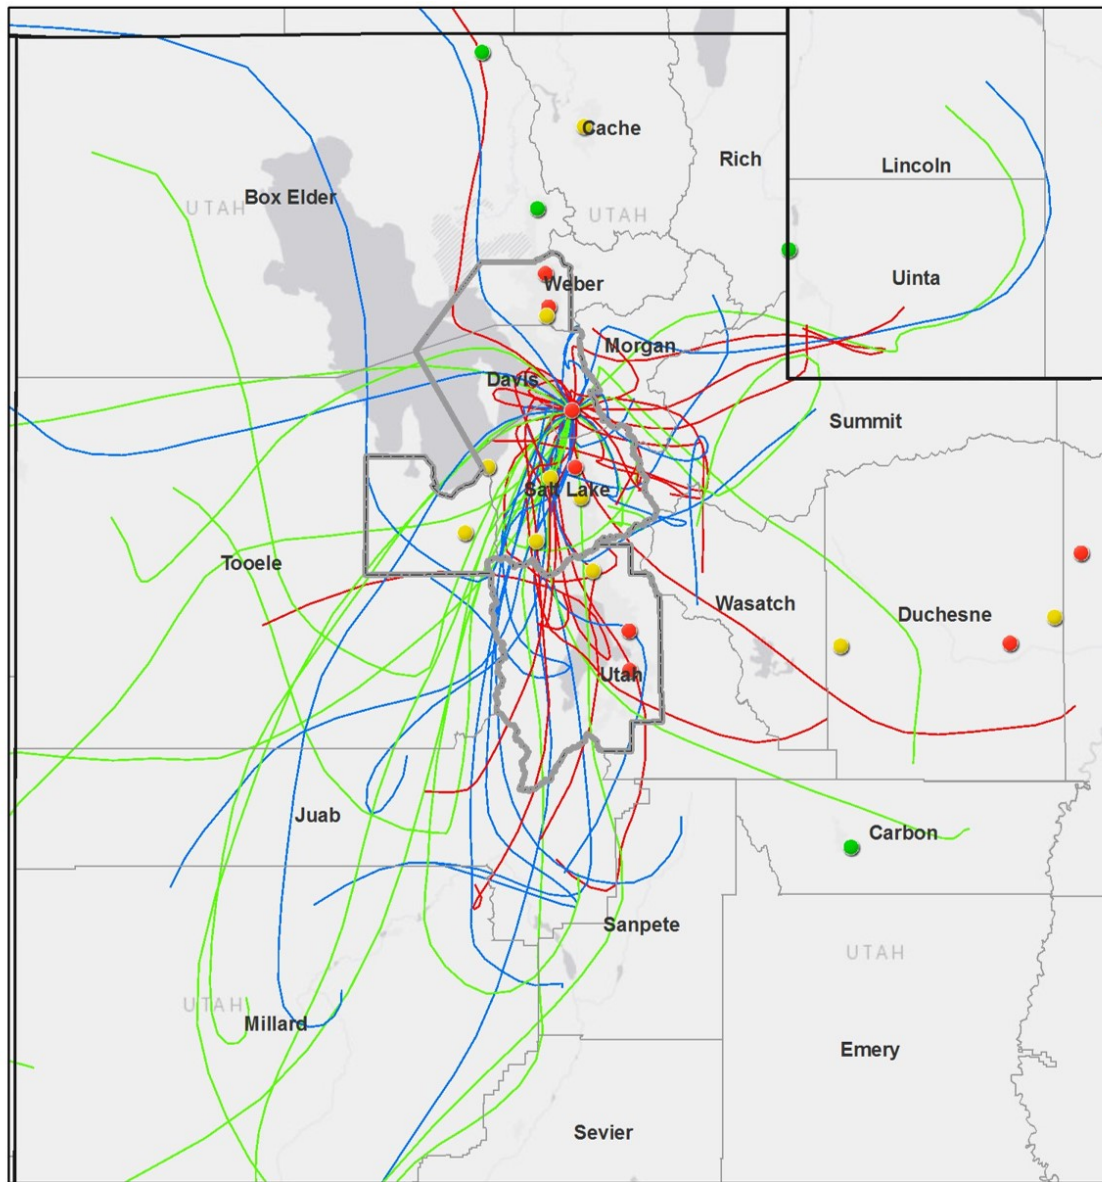 Cache
Rich
Lincoln
Box Elder
UTAH
UTAH
Uinta
Weber
Morgan
Davis
Summit
Salt Lake
Tooele
Wasatch
Duchesne
Utah
Juab
Carbon
Sanpete
UTAH
UTAH
Millard
Emery
Sevier